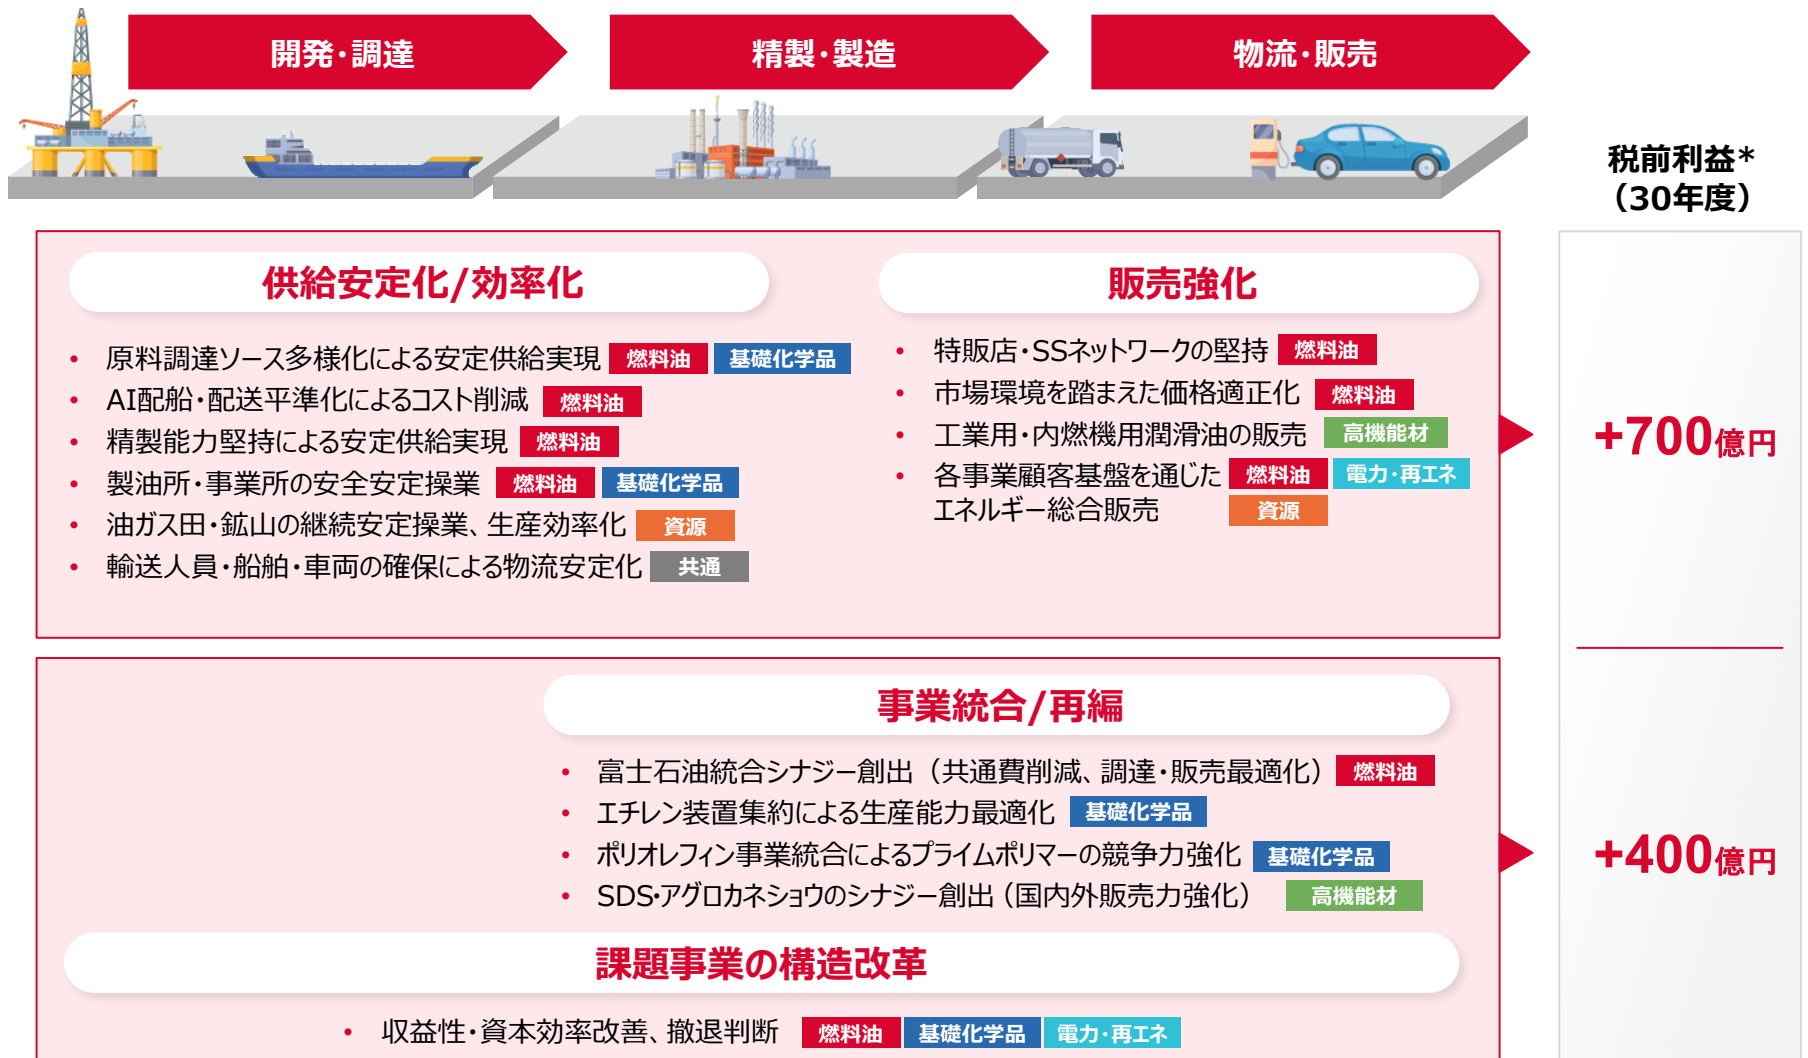 開発・調達
精製・製造
物流・販売
税前利益*
（30年度）
供給安定化/効率化
• 原料調達ソース多様化による安定供給実現 燃料油 基礎化学品
• AI配船・配送平準化によるコスト削減 燃料油
• 精製能力堅持による安定供給実現 燃料油
• 製油所・事業所の安全安定操業 燃料油 基礎化学品
• 油ガス田・鉱山の継続安定操業、生産効率化 資源
• 輸送人員・船舶・車両の確保による物流安定化 共通
販売強化
• 特販店・SSネットワークの堅持 燃料油
• 市場環境を踏まえた価格適正化 燃料油
• 工業用・内燃機用潤滑油の販売 高機能材
• 各事業顧客基盤を通じた 燃料油 電力・再エネ
エネルギー総合販売 資源
+700億円
事業統合/再編
• 富士石油統合シナジー創出（共通費削減、調達・販売最適化） 燃料油
• エチレン装置集約による生産能力最適化 基礎化学品
• ポリオレフィン事業統合によるプライムポリマーの競争力強化 基礎化学品
• SDS・アグロカネショウのシナジー創出（国内外販売力強化） 高機能材
+400億円
課題事業の構造改革
• 収益性・資本効率改善、撤退判断 燃料油 基礎化学品 電力・再エネ